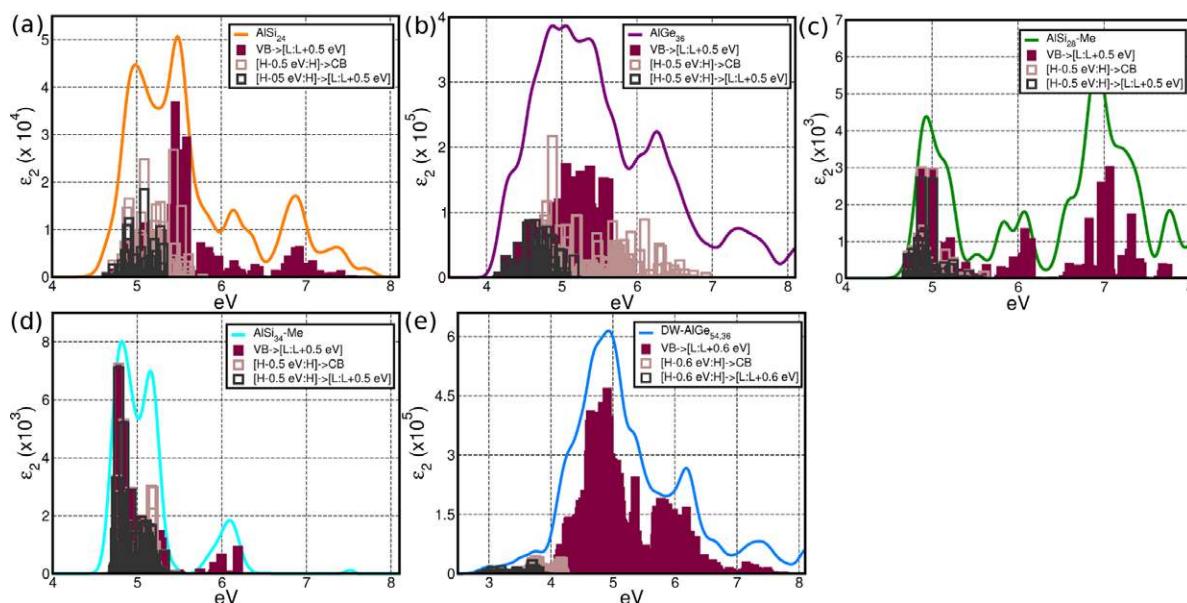 (a)
AlSi24
VB->[L:L+0.5 eV]
[H-0.5 eV:H]->CB
[H-05 eV:H]->[L:L+0.5 eV]
ε2 (x10^4)
5
4
3
2
1
0
4 5 6 7 8
eV
(b)
AlGe36
VB->[L:L+0.5 eV]
[H-0.5 eV:H]->CB
[H-0.5 eV:H]->[L:L+0.5 eV]
ε2 (x10^5)
4
3
2
1
0
4 5 6 7 8
eV
(c)
AlSi28-Me
VB->[L:L+0.5 eV]
[H-0.5 eV:H]->CB
[H-0.5 eV:H]->[L:L+0.5 eV]
ε2 (x10^3)
7
6
5
4
3
2
1
0
4 5 6 7 8
eV
(d)
AlSi34-Me
VB->[L:L+0.5 eV]
[H-0.5 eV:H]->CB
[H-0.5 eV:H]->[L:L+0.5 eV]
ε2 (x10^3)
8
6
4
2
0
4 5 6 7 8
eV
(e)
DW-AlGe54,36
VB->[L:L+0.6 eV]
[H-0.6 eV:H]->CB
[H-0.6 eV:H]->[L:L+0.6 eV]
ε2 (x10^5)
6
4.5
3
1.5
0
3 4 5 6 7 8
eV